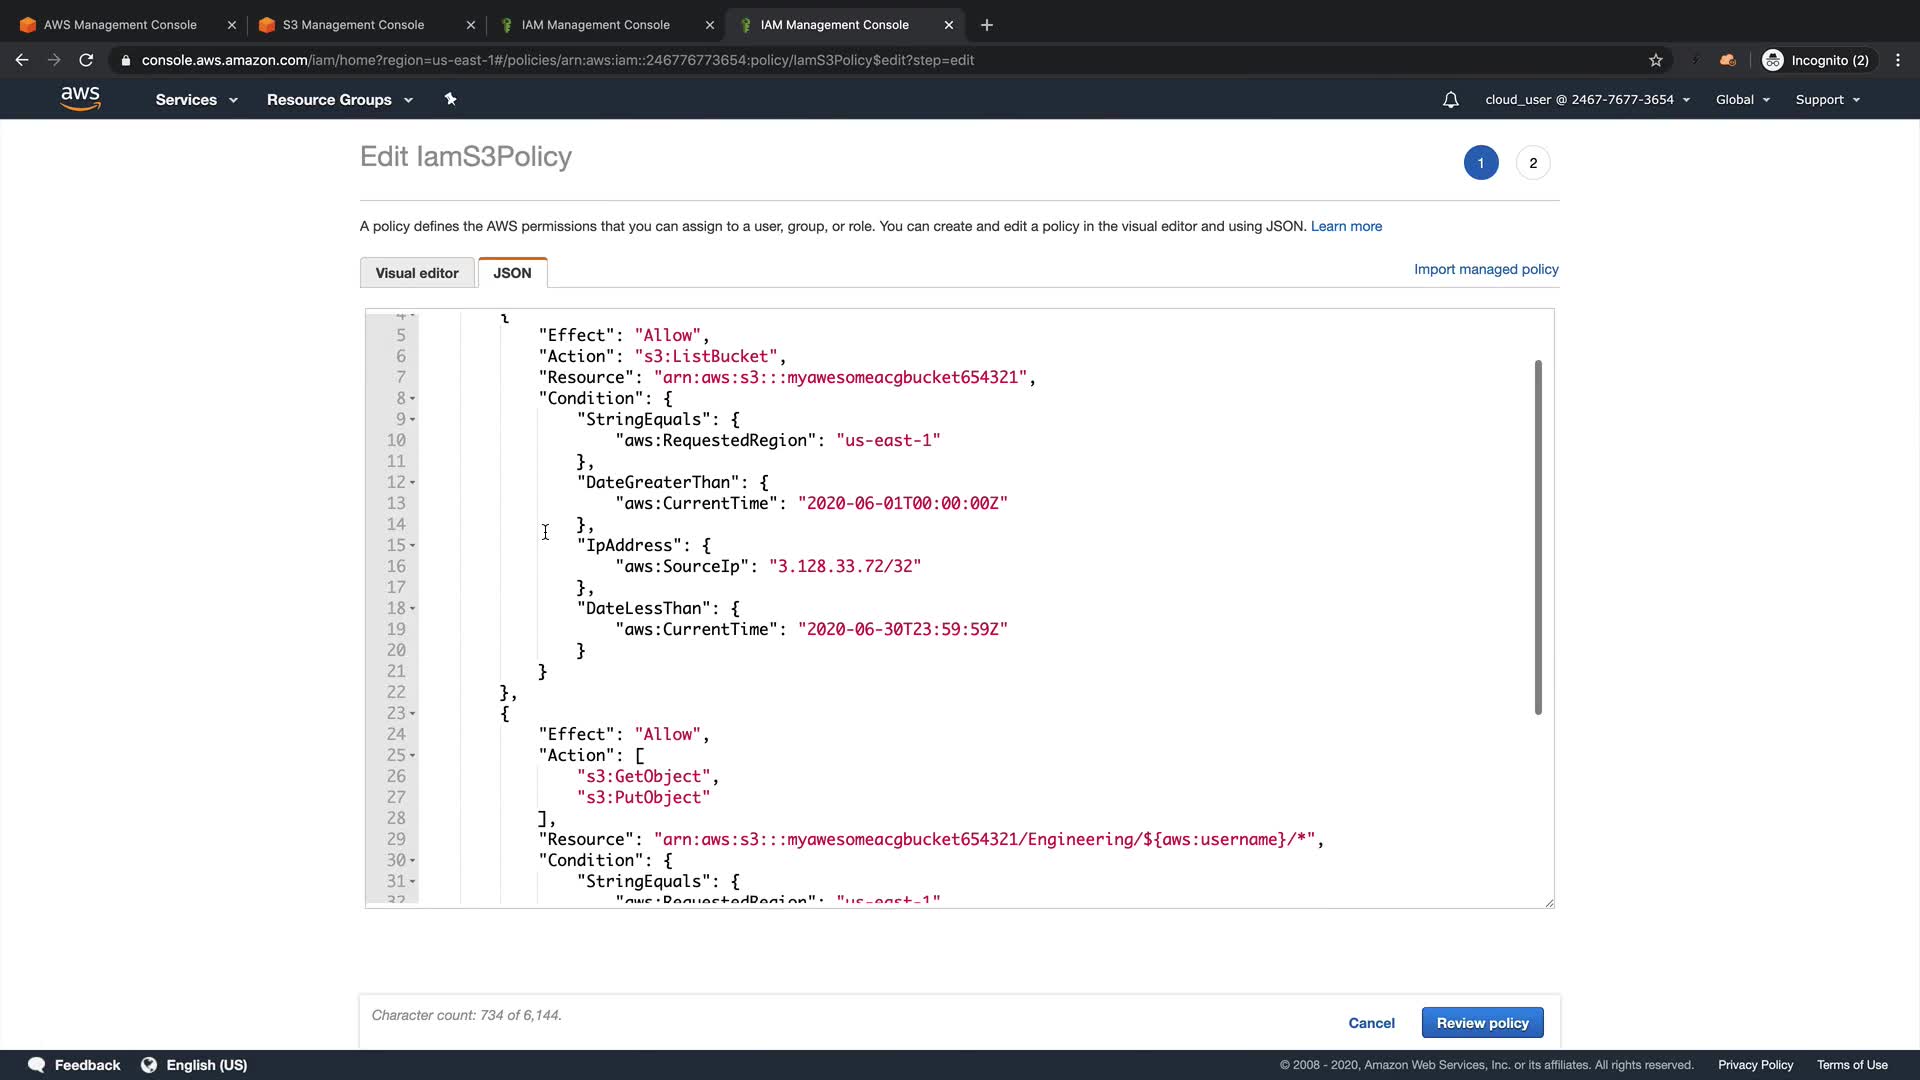 AWS Management Console
S3 Management Console
IAM Management Console
IAM Management Console
console.aws.amazon.com/iam/home?region=us-east-1#/policies/arn:aws:iam::246776773654:policy/IamS3Policy$edit?step=edit
Incognito (2)
aws
Services
Resource Groups
cloud_user @ 2467-7677-3654
Global
Support
Edit IamS3Policy
1
2
A policy defines the AWS permissions that you can assign to a user, group, or role. You can create and edit a policy in the visual editor and using JSON. Learn more
Visual editor
JSON
Import managed policy
4 {
5 "Effect": "Allow",
6 "Action": "s3:ListBucket",
7 "Resource": "arn:aws:s3:::myawesomeacgbucket654321",
8 "Condition": {
9 "StringEquals": {
10 "aws:RequestedRegion": "us-east-1"
11 },
12 "DateGreaterThan": {
13 "aws:CurrentTime": "2020-06-01T00:00:00Z"
14 },
15 "IpAddress": {
16 "aws:SourceIp": "3.128.33.72/32"
17 },
18 "DateLessThan": {
19 "aws:CurrentTime": "2020-06-30T23:59:59Z"
20 }
21 }
22 },
23 {
24 "Effect": "Allow",
25 "Action": [
26 "s3:GetObject",
27 "s3:PutObject"
28 ],
29 "Resource": "arn:aws:s3:::myawesomeacgbucket654321/Engineering/${aws:username}/*",
30 "Condition": {
31 "StringEquals": {
32 "aws:RequestedRegion": "us-east-1"
Character count: 734 of 6,144.
Cancel
Review policy
Feedback
English (US)
© 2008 - 2020, Amazon Web Services, Inc. or its affiliates. All rights reserved.
Privacy Policy
Terms of Use